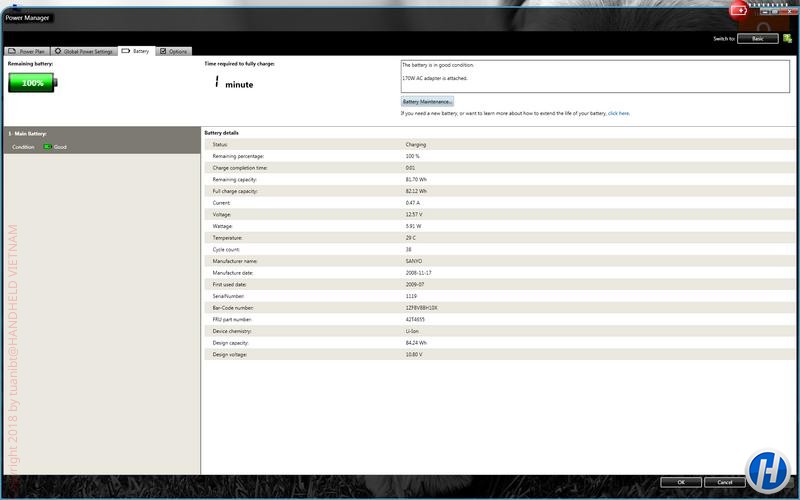 Power Manager
Switch to: Basic
Power Plan Global Power Settings Battery Options
Remaining battery:
100%
Time required to fully charge:
1 minute
The battery is in good condition.
170W AC adapter is attached.
Battery Maintenance...
If you need a new battery, or want to learn more about how to extend the life of your battery, click here.
1- Main Battery:
Condition Good
Battery details
Status: Charging
Remaining percentage: 100 %
Charge completion time: 0:01
Remaining capacity: 81.70 Wh
Full charge capacity: 82.12 Wh
Current: 0.47 A
Voltage: 12.57 V
Wattage: 5.91 W
Temperature: 29 C
Cycle count: 38
Manufacturer name: SANYO
Manufacture date: 2008-11-17
First used date: 2009-07
SerialNumber: 1119
Bar-Code number: 1ZFBV88H10X
FRU part number: 42T4655
Device chemistry: Li-Ion
Design capacity: 84.24 Wh
Design voltage: 10.80 V
OK Cancel
right 2018 by tuanibt@HANDHELD VIETNAM
H